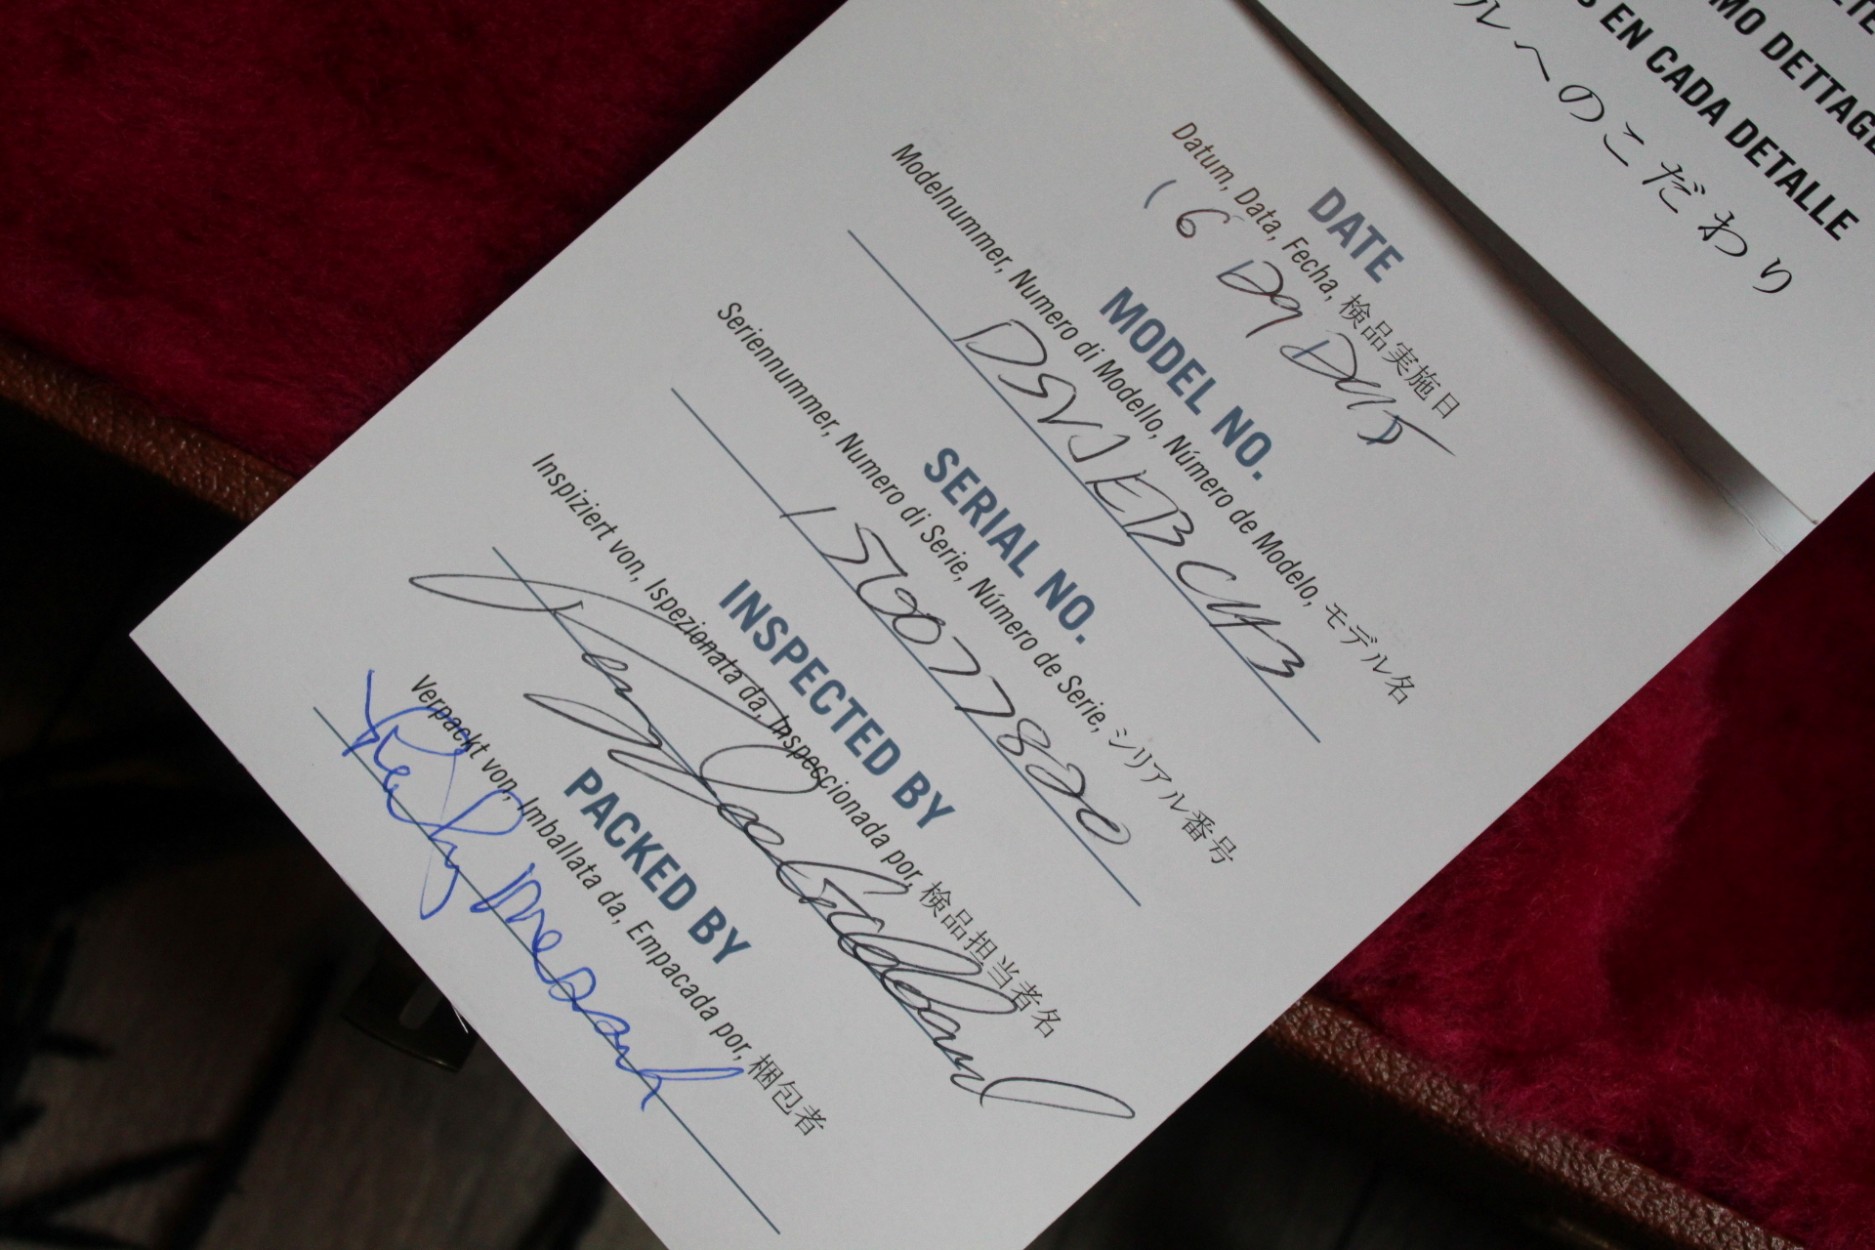 MO DETTAGL
S EN CADA DETALLE
ルへのこだわり
DATE
Datum, Data, Fecha, 検品実施日
MODEL NO.
Modelnummer, Numero di Modello, Número de Modelo, モデル名
DSVIEBCH3
SERIAL NO.
Seriennummer, Numero di Serie, Número de Serie, シリアル番号
150077820
INSPECTED BY
Inspiziert von, Ispezionata da, Inspeccionada por, 検品担当者名
PACKED BY
Verpackt von, Imballata da, Empacada por, 梱包者